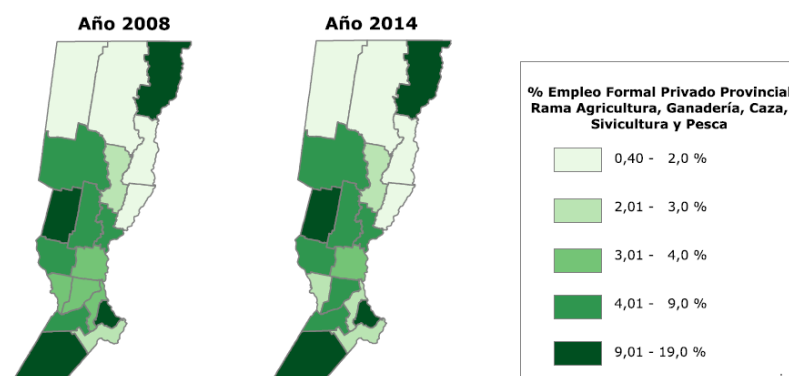 Año 2008
Año 2014
% Empleo Formal Privado Provincial
Rama Agricultura, Ganadería, Caza,
Sivicultura y Pesca
0,40 - 2,0 %
2,01 - 3,0 %
3,01 - 4,0 %
4,01 - 9,0 %
9,01 - 19,0 %